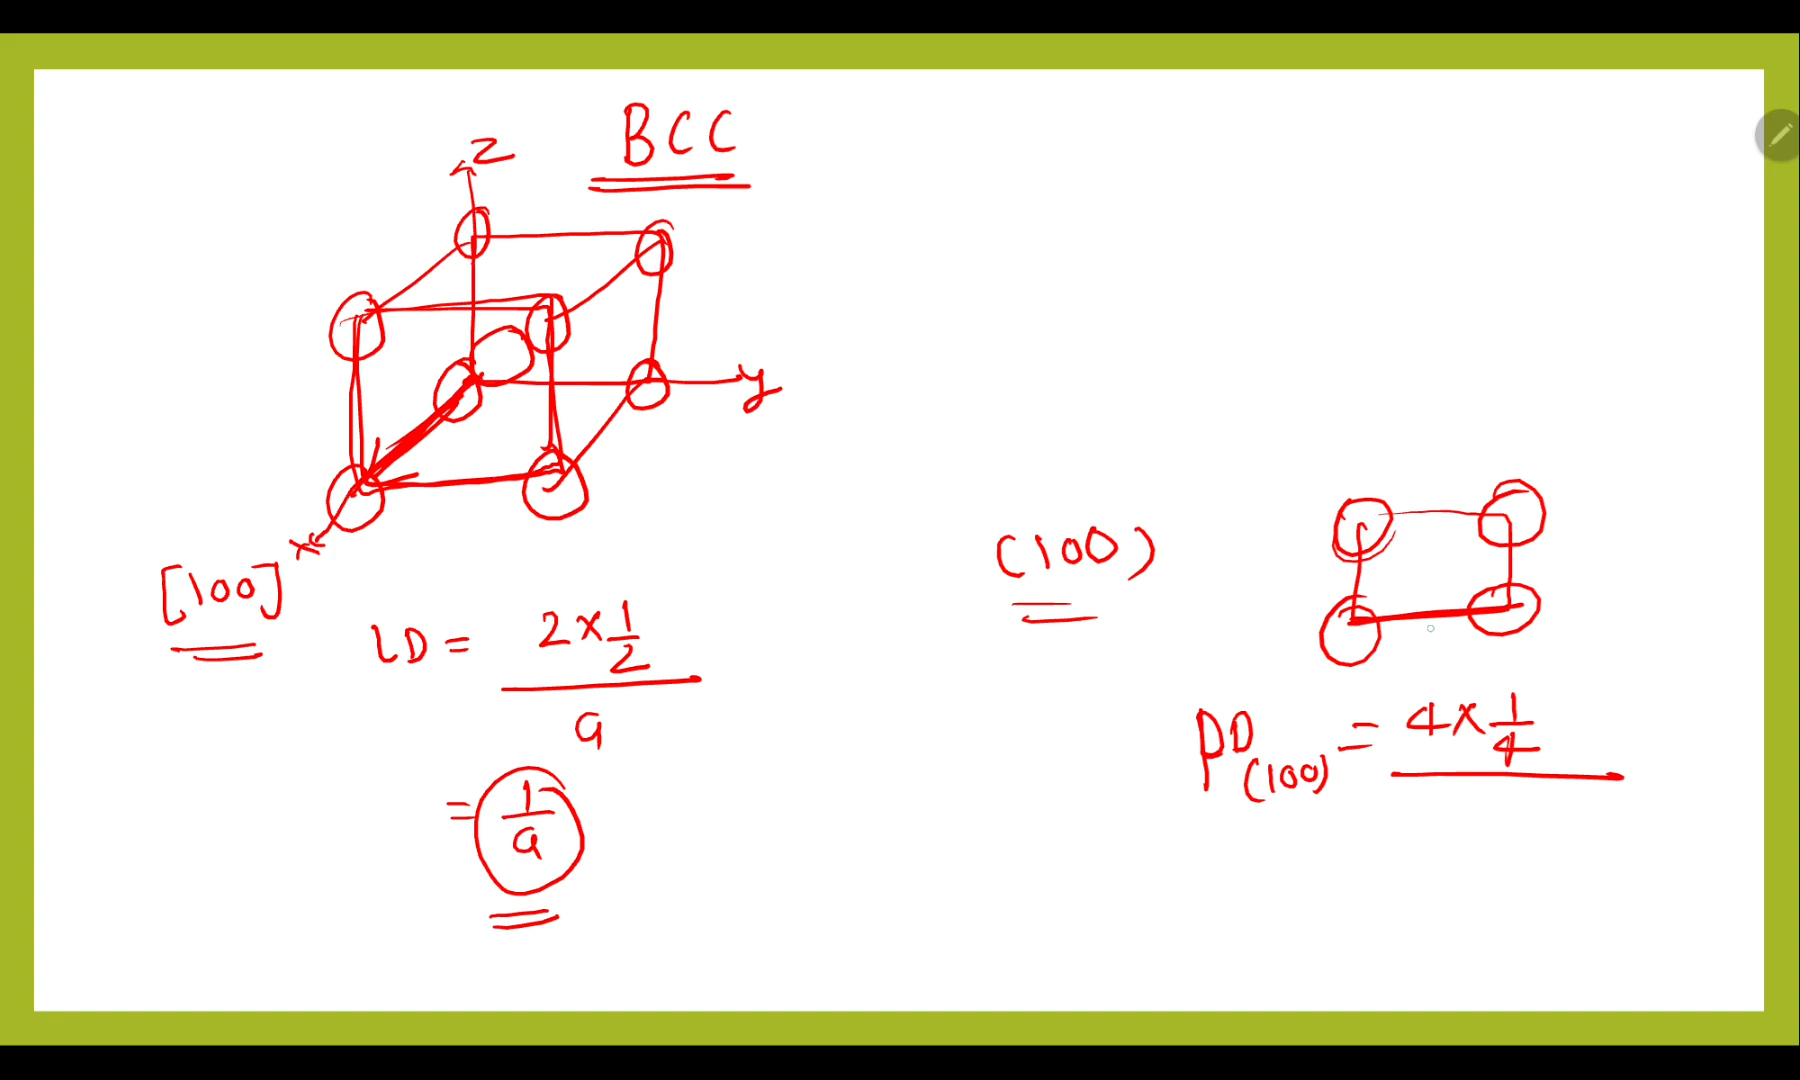 BCC
z
y
x
[100]
LD = 2 × 1/2
a
= 1/a
(100)
PD(100) = 4 × 1/4